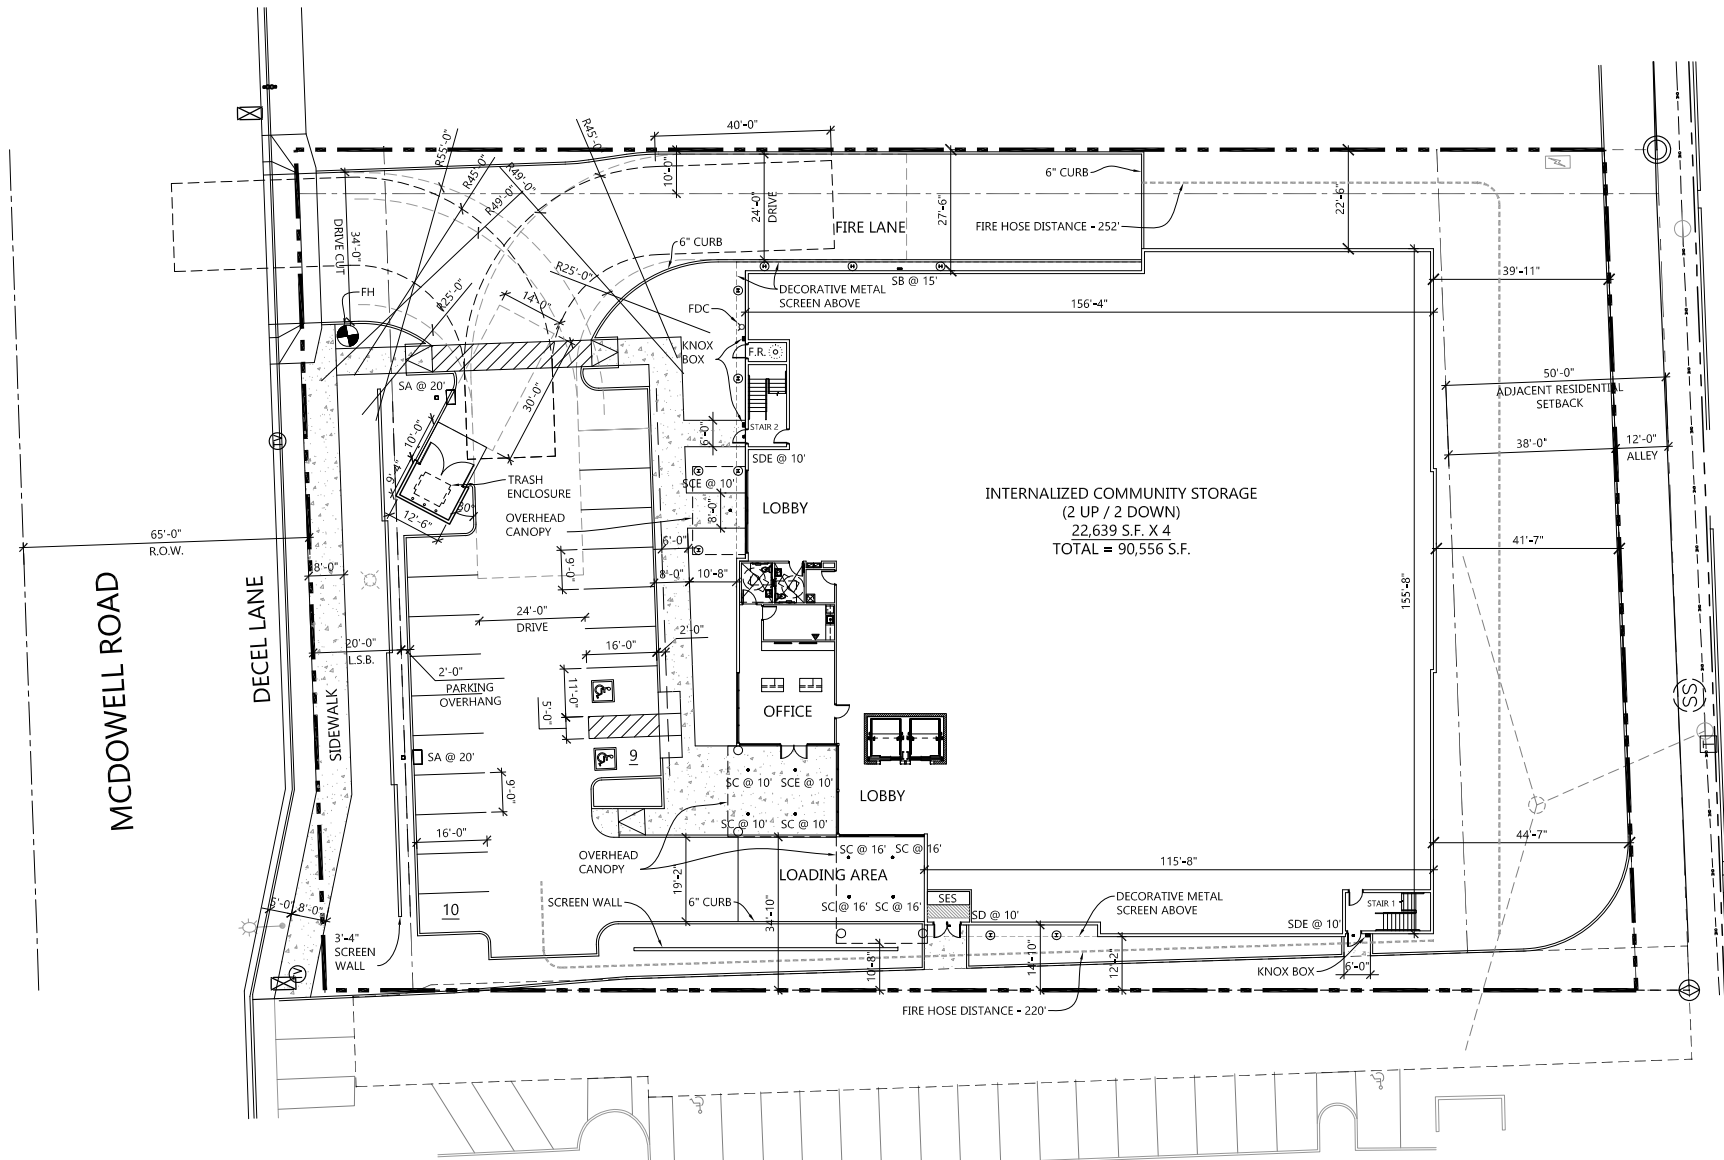 40'-0"
R55'-0"
R45'-0"
R49'-0"
R49'-0"
R45'-0"
10'-0"
24'-0"
DRIVE
27'-6"
6" CURB
22'-6"
FIRE LANE
FIRE HOSE DISTANCE - 252'
34'-0"
DRIVE CUT
6" CURB
R25'-0"
R25'-0"
14'-0"
FH
DECORATIVE METAL
SCREEN ABOVE
SB @ 15'
39'-11"
156'-4"
FDC
KNOX
BOX
F.R.
SA @ 20'
30'-0"
50'-0"
ADJACENT RESIDENTIAL
SETBACK
10'-0"
6'-0"
STAIR 2
38'-0"
12'-0"
ALLEY
SDE @ 10'
9'-4"
TRASH
ENCLOSURE
SCE @ 10'
30°
12'-6"
OVERHEAD
CANOPY
8'-0"
LOBBY
INTERNALIZED COMMUNITY STORAGE
(2 UP / 2 DOWN)
22,639 S.F. X 4
TOTAL = 90,556 S.F.
65'-0"
R.O.W.
6'-0"
41'-7"
8'-0"
9'-0"
8'-0"
10'-8"
155'-8"
MCDOWELL ROAD
DECEL LANE
SIDEWALK
24'-0"
DRIVE
20'-0"
L.S.B.
16'-0"
2'-0"
2'-0"
PARKING
OVERHANG
11'-0"
5'-0"
OFFICE
SS
9
SA @ 20'
SC @ 10'
SCE @ 10'
9'-0"
LOBBY
SC @ 10'
SC @ 10'
16'-0"
44'-7"
SC @ 16'
SC @ 16'
OVERHEAD
CANOPY
19'-2"
LOADING AREA
115'-8"
10
5'-0"
8'-0"
SCREEN WALL
6" CURB
34'-10"
SC @ 16'
SC @ 16'
SES
SD @ 10'
DECORATIVE METAL
SCREEN ABOVE
STAIR 1
SDE @ 10'
3'-4"
SCREEN
WALL
10'-8"
14'-10"
12'-2"
KNOX BOX
6'-0"
FIRE HOSE DISTANCE - 220'
TV
TV